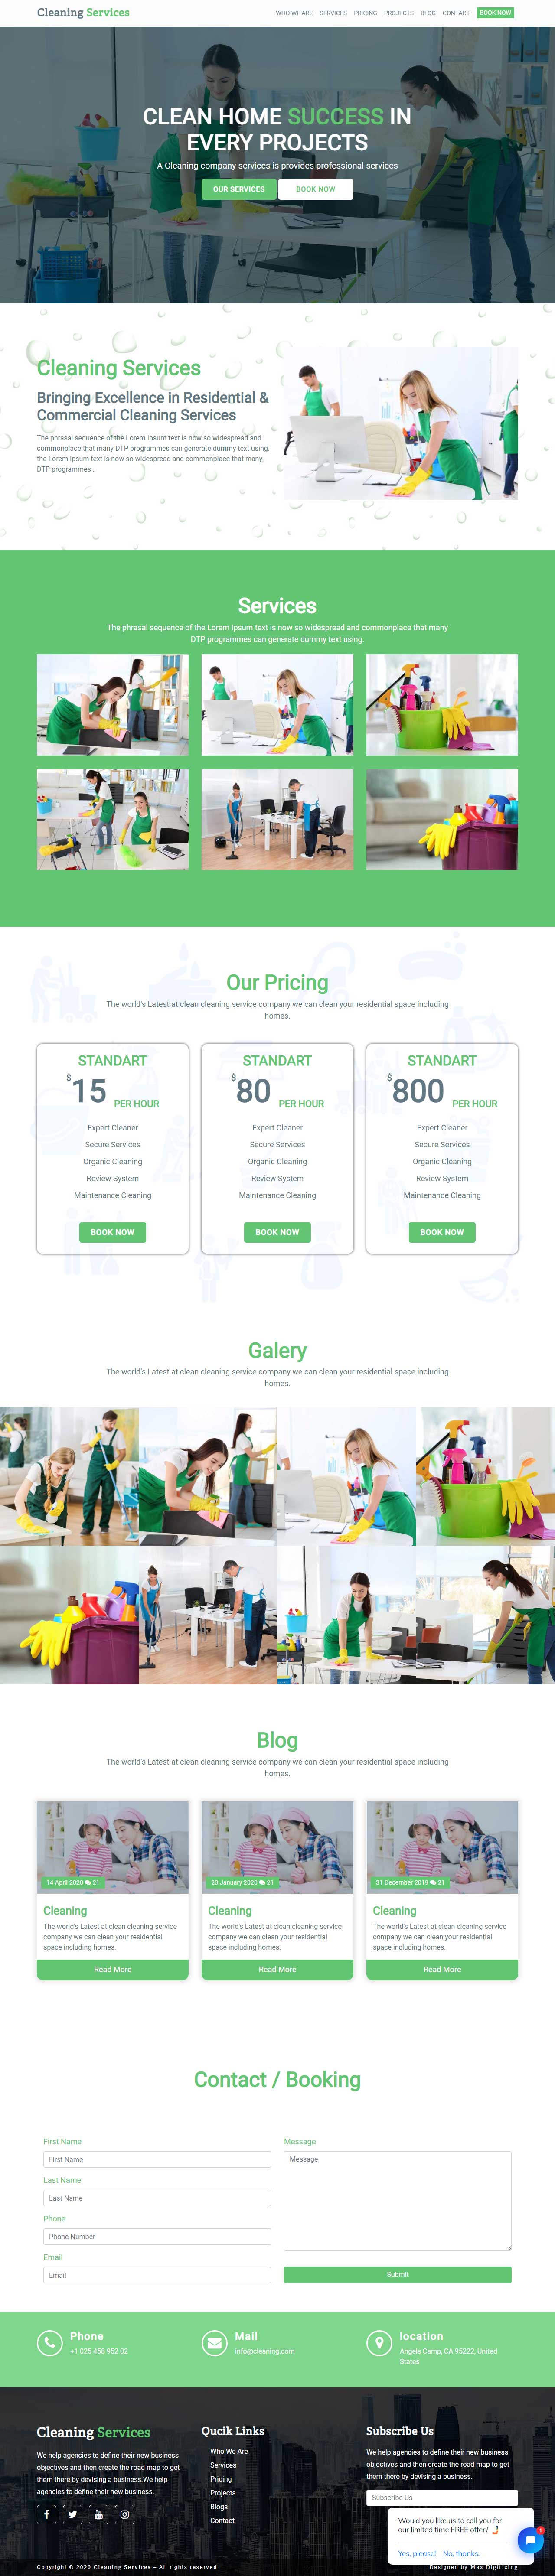 Cleaning Services
WHO WE ARE SERVICES PRICING PROJECTS BLOG CONTACT BOOK NOW
CLEAN HOME SUCCESS IN
EVERY PROJECTS
A Cleaning company services is provides professional services
OUR SERVICES
BOOK NOW
Cleaning Services
Bringing Excellence in Residential &
Commercial Cleaning Services
The phrasal sequence of the Lorem Ipsum text is now so widespread and
commonplace that many DTP programmes can generate dummy text using.
the Lorem Ipsum text is now so widespread and commonplace that many,
DTP programmes .
Services
The phrasal sequence of the Lorem Ipsum text is now so widespread and commonplace that many
DTP programmes can generate dummy text using.
Our Pricing
The world's Latest at clean cleaning service company we can clean your residential space including
homes.
STANDART
$15 PER HOUR
Expert Cleaner
Secure Services
Organic Cleaning
Review System
Maintenance Cleaning
BOOK NOW
STANDART
$80 PER HOUR
Expert Cleaner
Secure Services
Organic Cleaning
Review System
Maintenance Cleaning
BOOK NOW
STANDART
$800 PER HOUR
Expert Cleaner
Secure Services
Organic Cleaning
Review System
Maintenance Cleaning
BOOK NOW
Galery
The world's Latest at clean cleaning service company we can clean your residential space including
homes.
Blog
The world's Latest at clean cleaning service company we can clean your residential space including
homes.
14 April 2020 21
Cleaning
The world's Latest at clean cleaning service
company we can clean your residential
space including homes.
Read More
20 January 2020 21
Cleaning
The world's Latest at clean cleaning service
company we can clean your residential
space including homes.
Read More
31 December 2019 21
Cleaning
The world's Latest at clean cleaning service
company we can clean your residential
space including homes.
Read More
Contact / Booking
First Name
First Name
Last Name
Last Name
Phone
Phone Number
Email
Email
Message
Message
Submit
Phone
+1 025 458 952 02
Mail
info@cleaning.com
location
Angels Camp, CA 95222, United
States
Cleaning Services
We help agencies to define their new business
objectives and then create the road map to get
them there by devising a business.We help
agencies to define their new business.
Qucik Links
Who We Are
Services
Pricing
Projects
Blogs
Contact
Subscribe Us
We help agencies to define their new business
objectives and then create the road map to get
them there by devising a business.
Subscribe Us
Would you like us to call you for
our limited time FREE offer?
Yes, please! No, thanks.
1
Copyright © 2020 Cleaning Services – All rights reserved
Designed by Max Digitizing